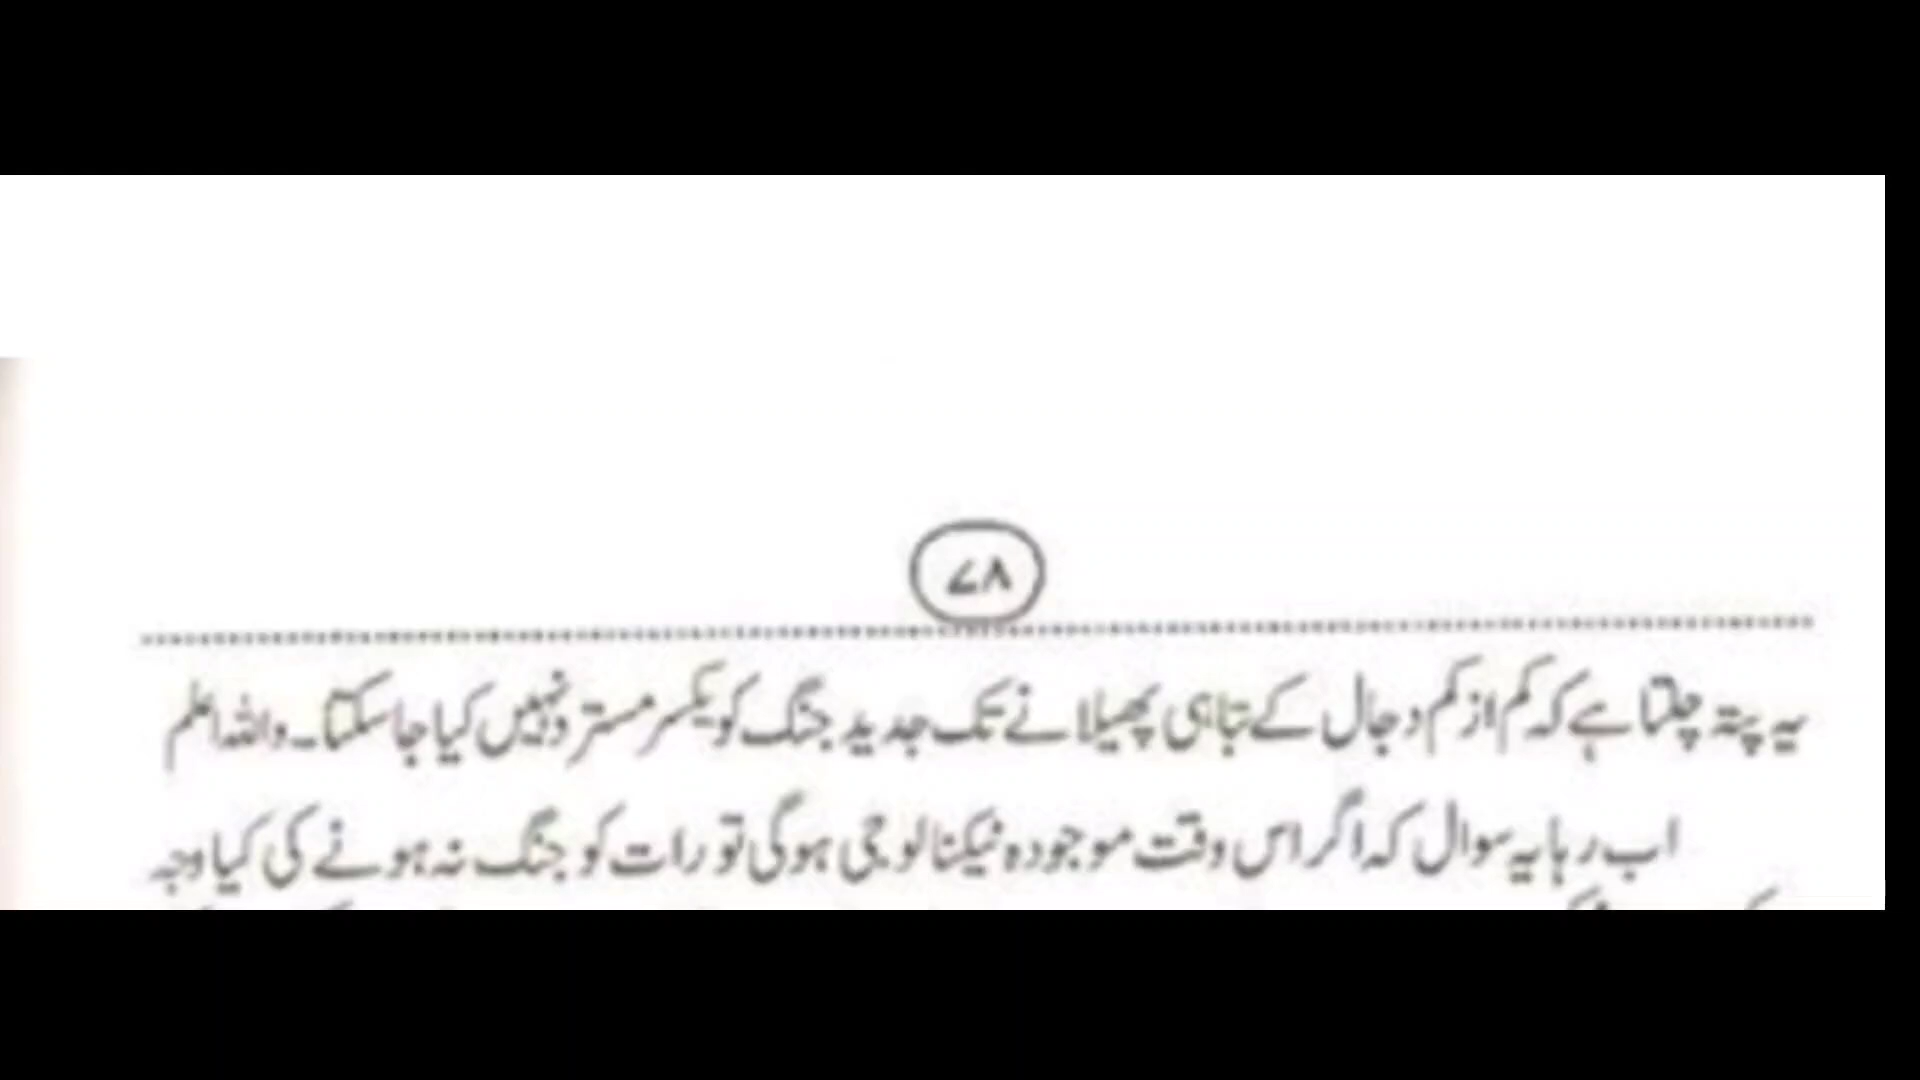 ۷۸
یہ پتہ چلتا ہے کہ کم از کم دجال کے تباہی پھیلانے تک جدید جنگ کو یکسر مسترد نہیں کیا جاسکتا۔ واللہ اعلم
اب رہا یہ سوال کہ اگر اس وقت موجودہ ٹیکنالوجی ہوگی تو رات کو جنگ نہ ہونے کی کیا وجہ